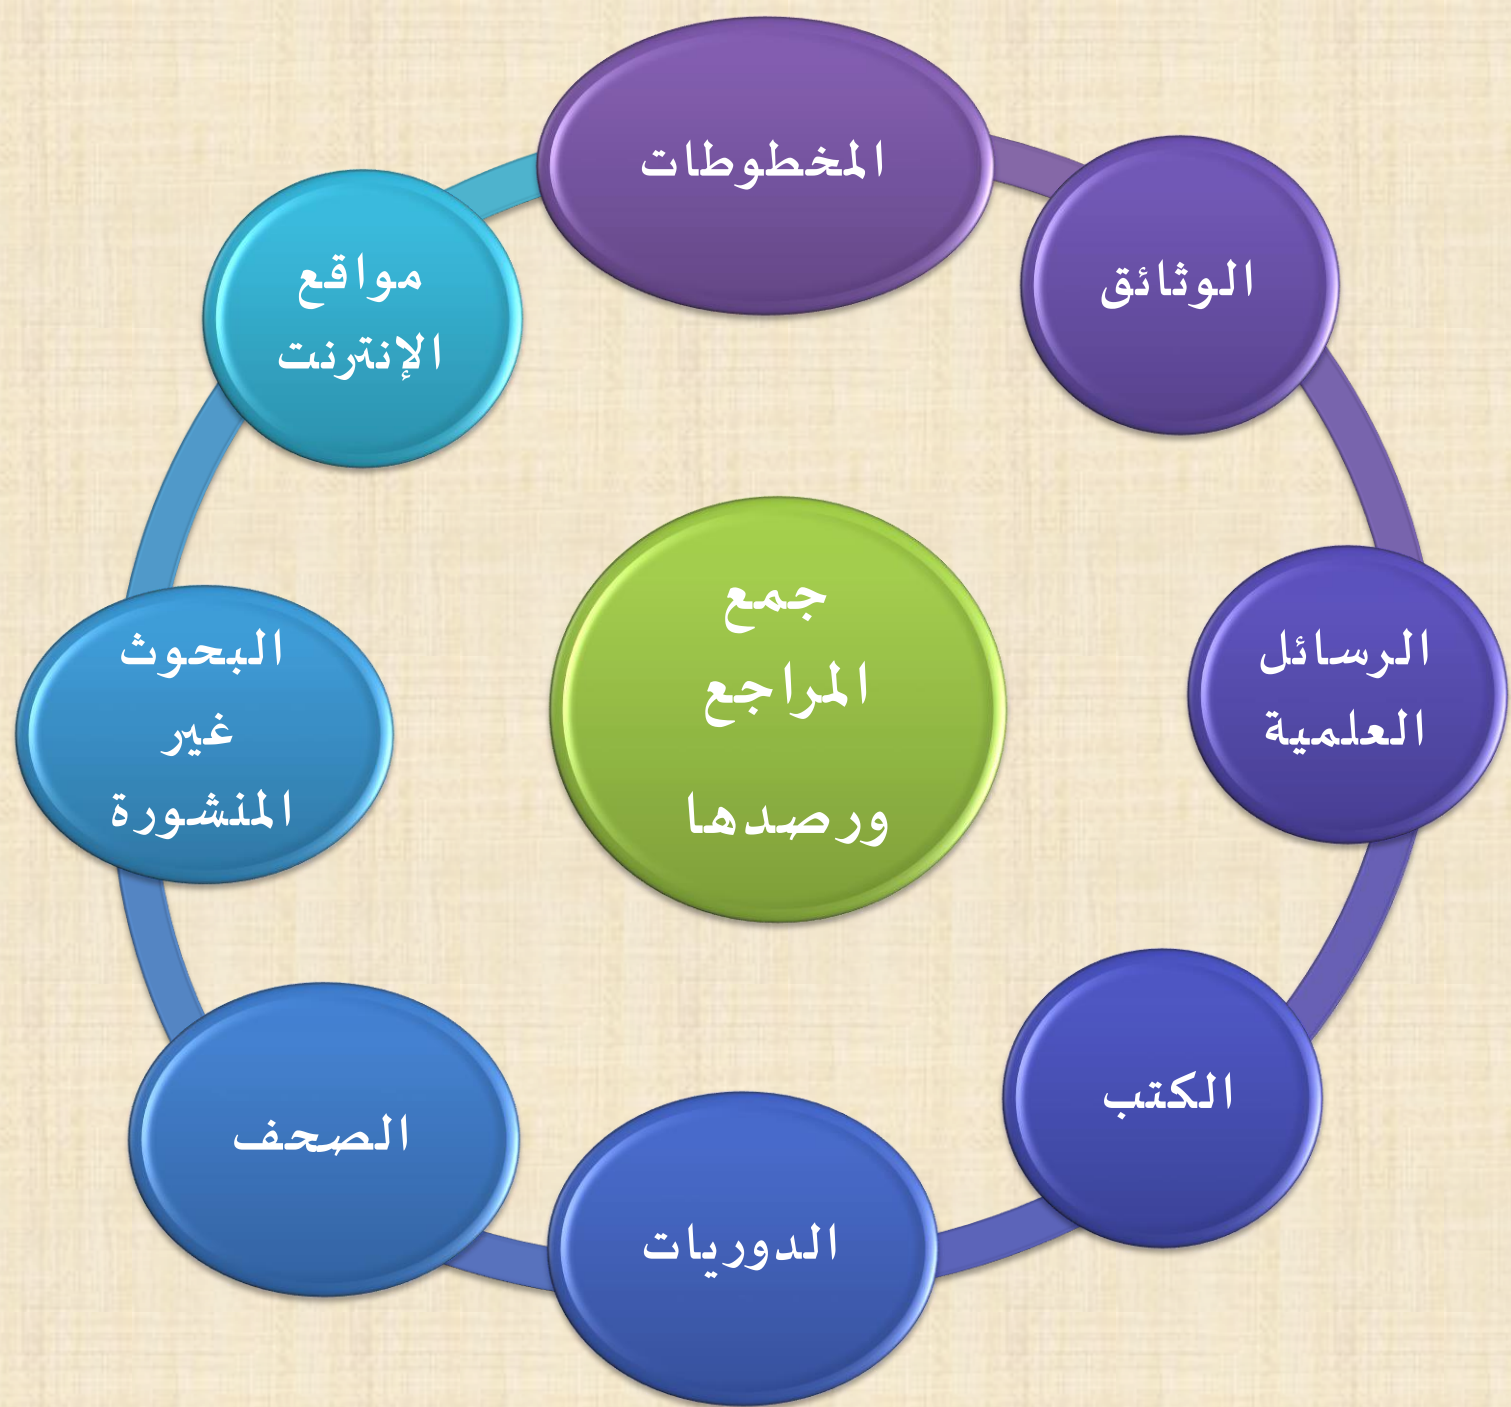 المخطوطات
الوثائق
الرسائل
العلمية
الكتب
الدوريات
الصحف
البحوث
غير
المنشورة
مواقع
الإنترنت
جمع
المراجع
ورصدها